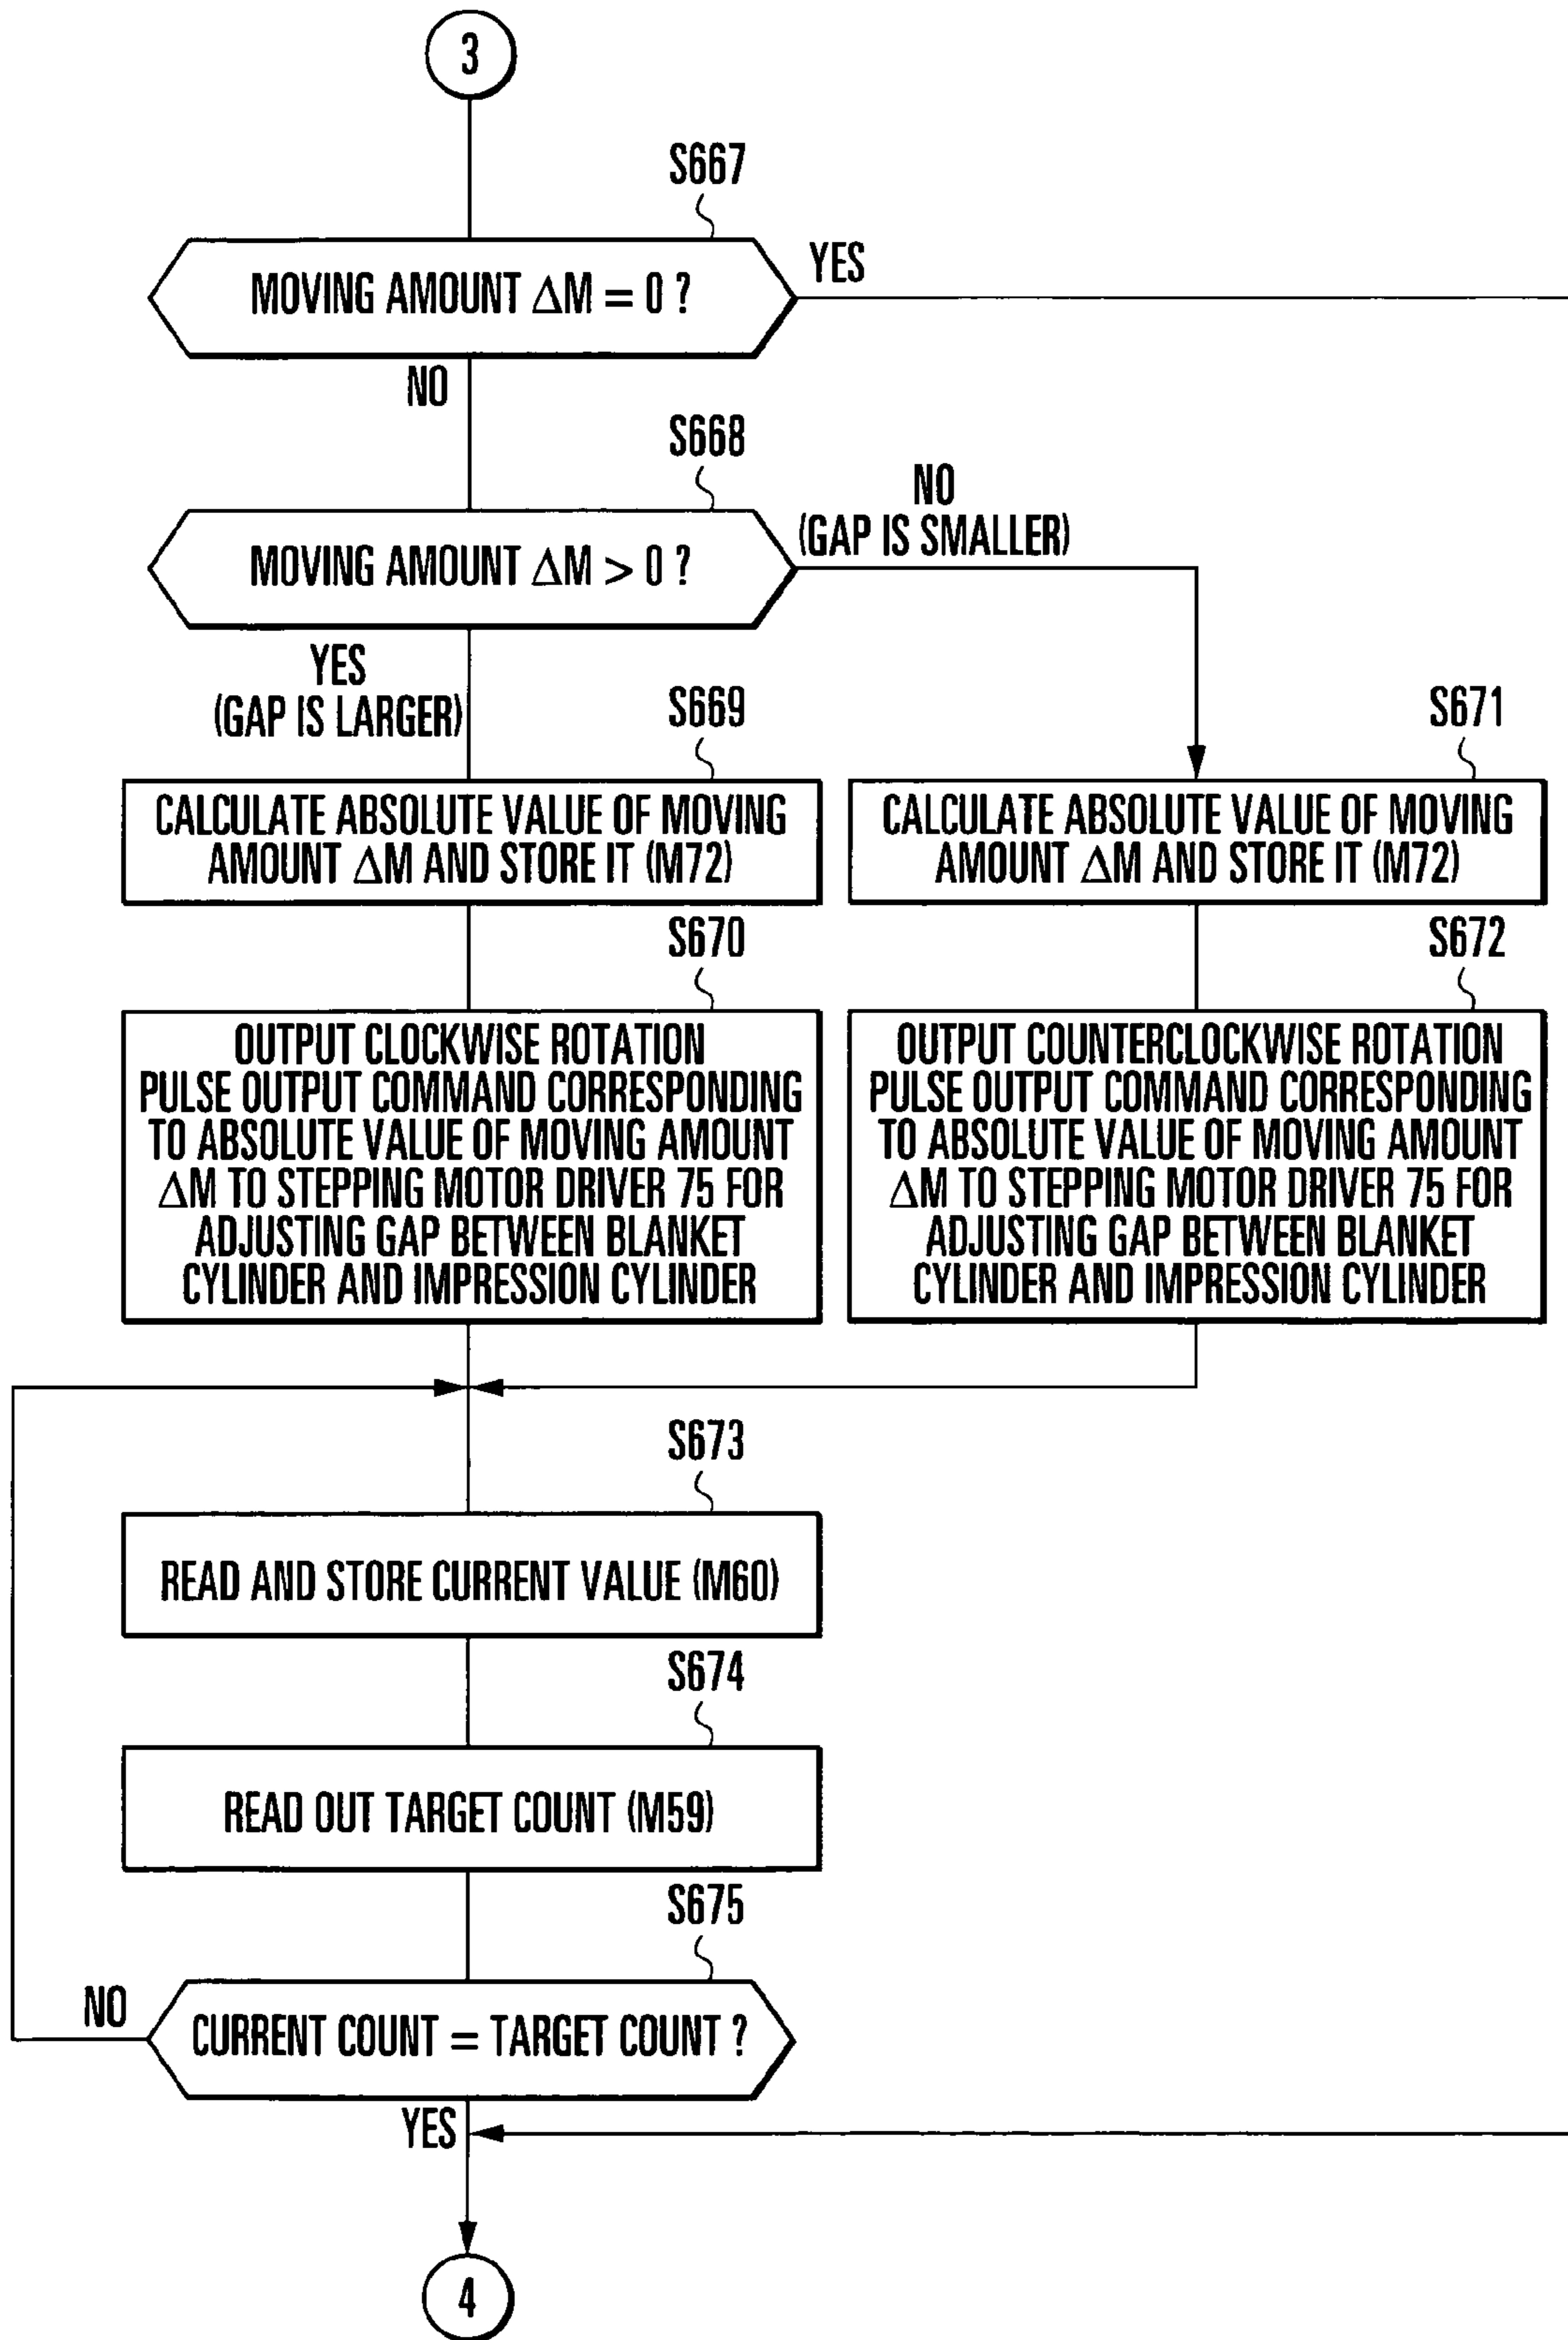 3
S667
MOVING AMOUNT ΔM = 0 ?
YES
NO
S668
MOVING AMOUNT ΔM > 0 ?
NO
(GAP IS SMALLER)
YES
(GAP IS LARGER)
S669
CALCULATE ABSOLUTE VALUE OF MOVING
AMOUNT ΔM AND STORE IT (M72)
S671
CALCULATE ABSOLUTE VALUE OF MOVING
AMOUNT ΔM AND STORE IT (M72)
S670
OUTPUT CLOCKWISE ROTATION
PULSE OUTPUT COMMAND CORRESPONDING
TO ABSOLUTE VALUE OF MOVING AMOUNT
ΔM TO STEPPING MOTOR DRIVER 75 FOR
ADJUSTING GAP BETWEEN BLANKET
CYLINDER AND IMPRESSION CYLINDER
S672
OUTPUT COUNTERCLOCKWISE ROTATION
PULSE OUTPUT COMMAND CORRESPONDING
TO ABSOLUTE VALUE OF MOVING AMOUNT
ΔM TO STEPPING MOTOR DRIVER 75 FOR
ADJUSTING GAP BETWEEN BLANKET
CYLINDER AND IMPRESSION CYLINDER
S673
READ AND STORE CURRENT VALUE (M60)
S674
READ OUT TARGET COUNT (M59)
S675
NO
CURRENT COUNT = TARGET COUNT ?
YES
4